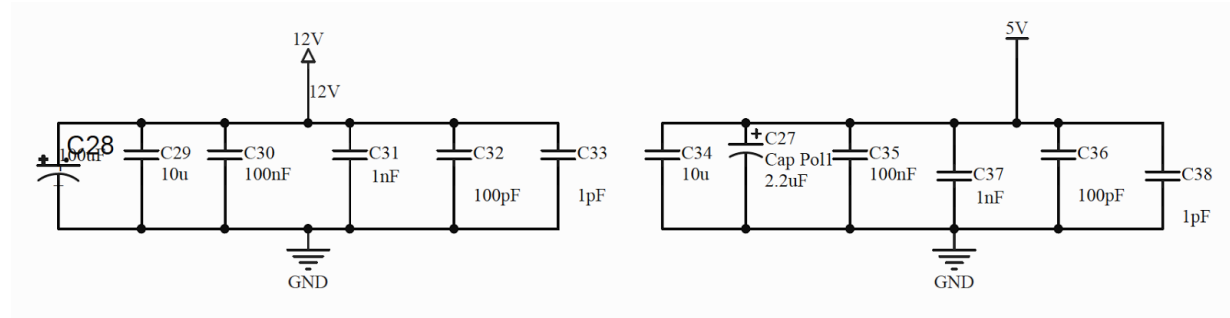 12V
12V
C28
100uF
C29
10u
C30
100nF
C31
1nF
C32
100pF
C33
1pF
GND
5V
C34
10u
C27
Cap Pol1
2.2uF
C35
100nF
C37
1nF
C36
100pF
C38
1pF
GND